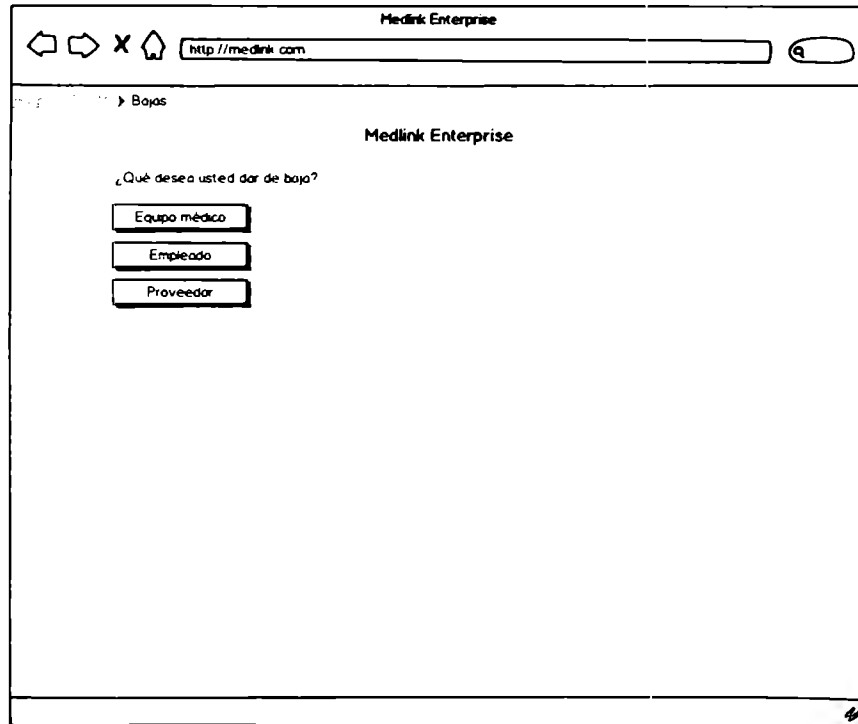 Medlink Enterprise
http://medlink.com
> Bajas
Medlink Enterprise
¿Qué desea usted dar de baja?
Equipo médico
Empleado
Proveedor